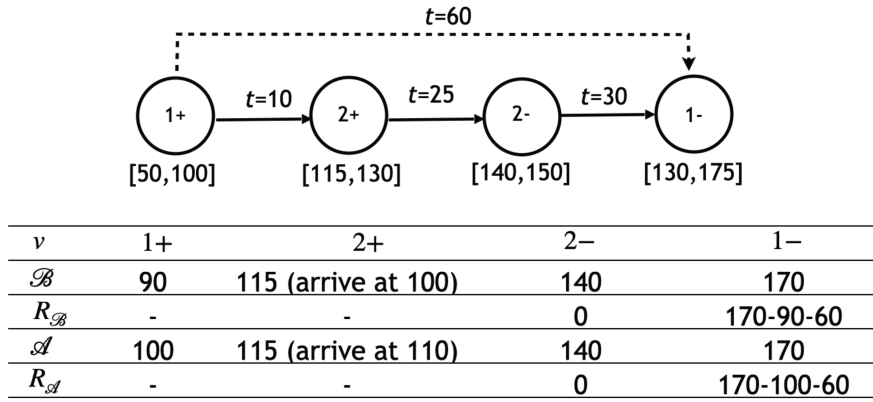 t=60
1+ t=10 2+ t=25 2- t=30 1-
[50,100] [115,130] [140,150] [130,175]
v 1+ 2+ 2− 1−
ℬ 90 115 (arrive at 100) 140 170
R_ℬ - - 0 170-90-60
𝒜 100 115 (arrive at 110) 140 170
R_𝒜 - - 0 170-100-60